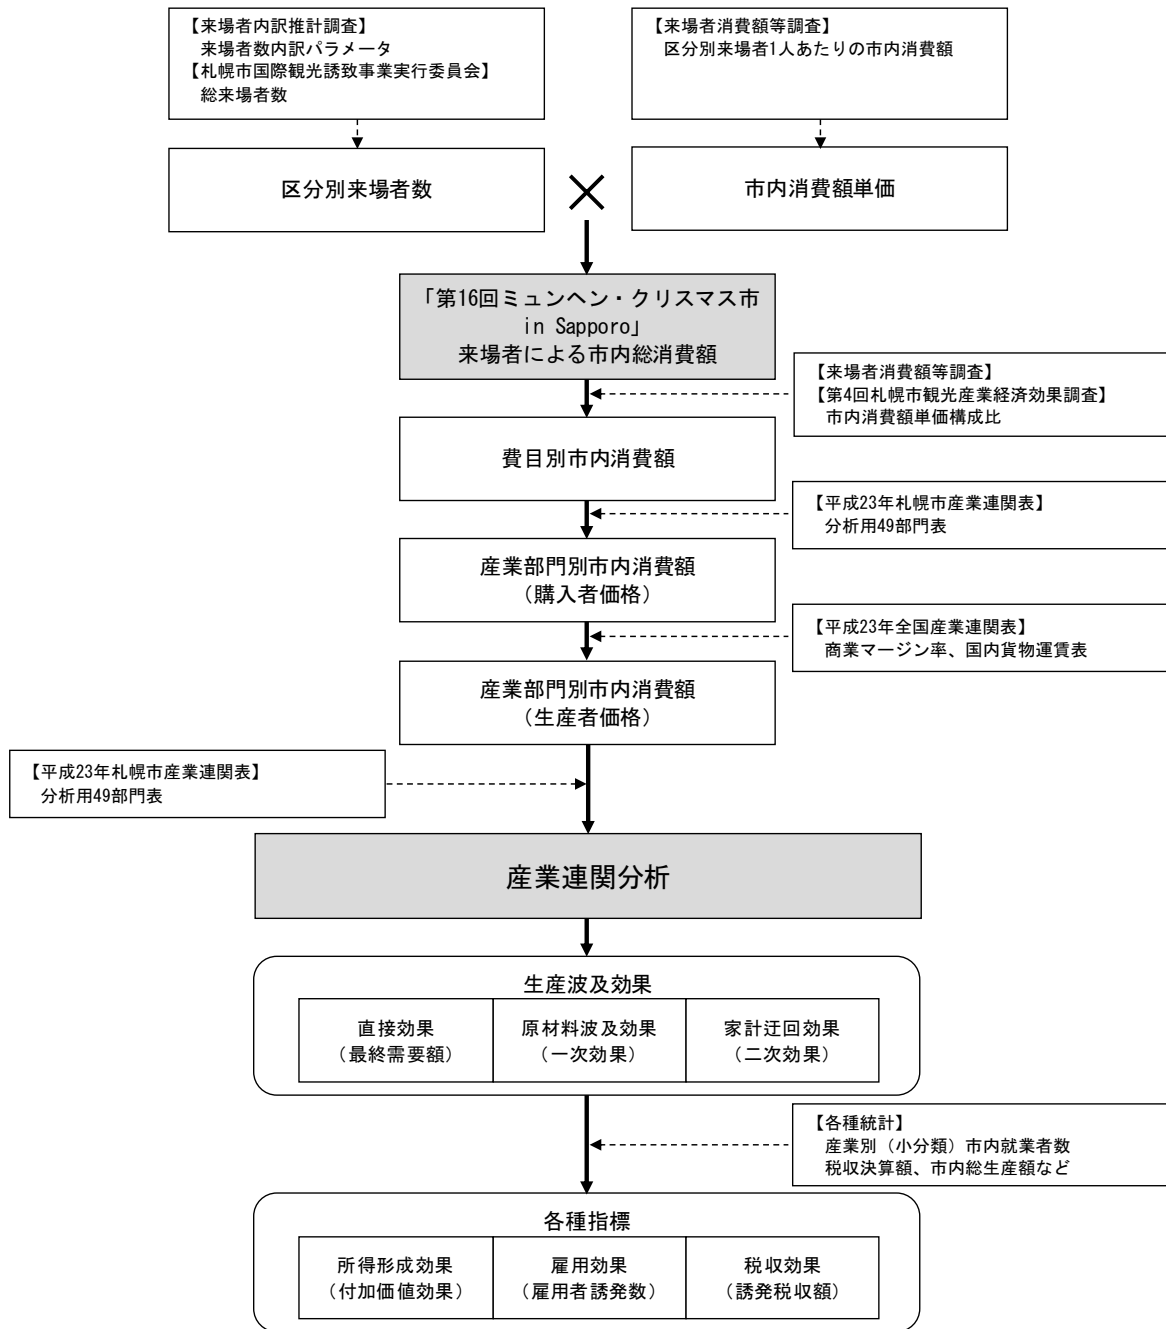 【来場者内訳推計調査】
来場者数内訳パラメータ
【札幌市国際観光誘致事業実行委員会】
総来場者数
【来場者消費額等調査】
区分別来場者1人あたりの市内消費額
区分別来場者数
市内消費額単価
「第16回ミュンヘン・クリスマス市
in Sapporo」
来場者による市内総消費額
【来場者消費額等調査】
【第4回札幌市観光産業経済効果調査】
市内消費額単価構成比
費目別市内消費額
【平成23年札幌市産業連関表】
分析用49部門表
産業部門別市内消費額
（購入者価格）
【平成23年全国産業連関表】
商業マージン率、国内貨物運賃表
産業部門別市内消費額
（生産者価格）
【平成23年札幌市産業連関表】
分析用49部門表
産業連関分析
生産波及効果
直接効果
（最終需要額）
原材料波及効果
（一次効果）
家計迂回効果
（二次効果）
【各種統計】
産業別（小分類）市内就業者数
税収決算額、市内総生産額など
各種指標
所得形成効果
（付加価値効果）
雇用効果
（雇用者誘発数）
税収効果
（誘発税収額）